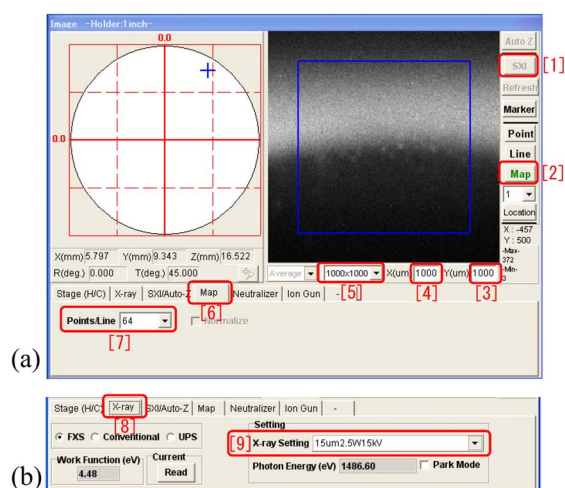 Image -Holder:1inch-
0.0
0.0
Auto Z
SXI
[1]
Refresh
Marker
Point
Line
Map
[2]
1
Location
X : -457
Y : 500
-Max-
372
-Min-
3
X(mm) 5.797 Y(mm) 9.343 Z(mm) 16.522
R(deg.) 0.000 T(deg.) 45.000
Average 1000x1000 X(um) 1000 Y(um) 1000
[5] [4] [3]
Stage (H/C) X-ray SXI/Auto-Z Map Neutralizer Ion Gun -
[6]
Points/Line 64 Normalize
[7]
(a)
Stage (H/C) X-ray SXI/Auto-Z Map Neutralizer Ion Gun -
[8]
FXS Conventional UPS
Setting
[9] X-ray Setting 15um2.5W15kV
Work Function (eV) Current
4.48 Read
Photon Energy (eV) 1486.60 Park Mode
(b)